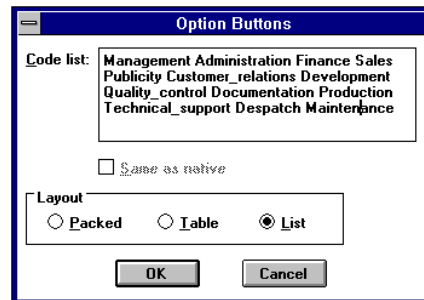 Option Buttons
Code list:
Management Administration Finance Sales
Publicity Customer_relations Development
Quality_control Documentation Production
Technical_support Despatch Maintenance
Same as native
Layout
Packed Table List
OK Cancel